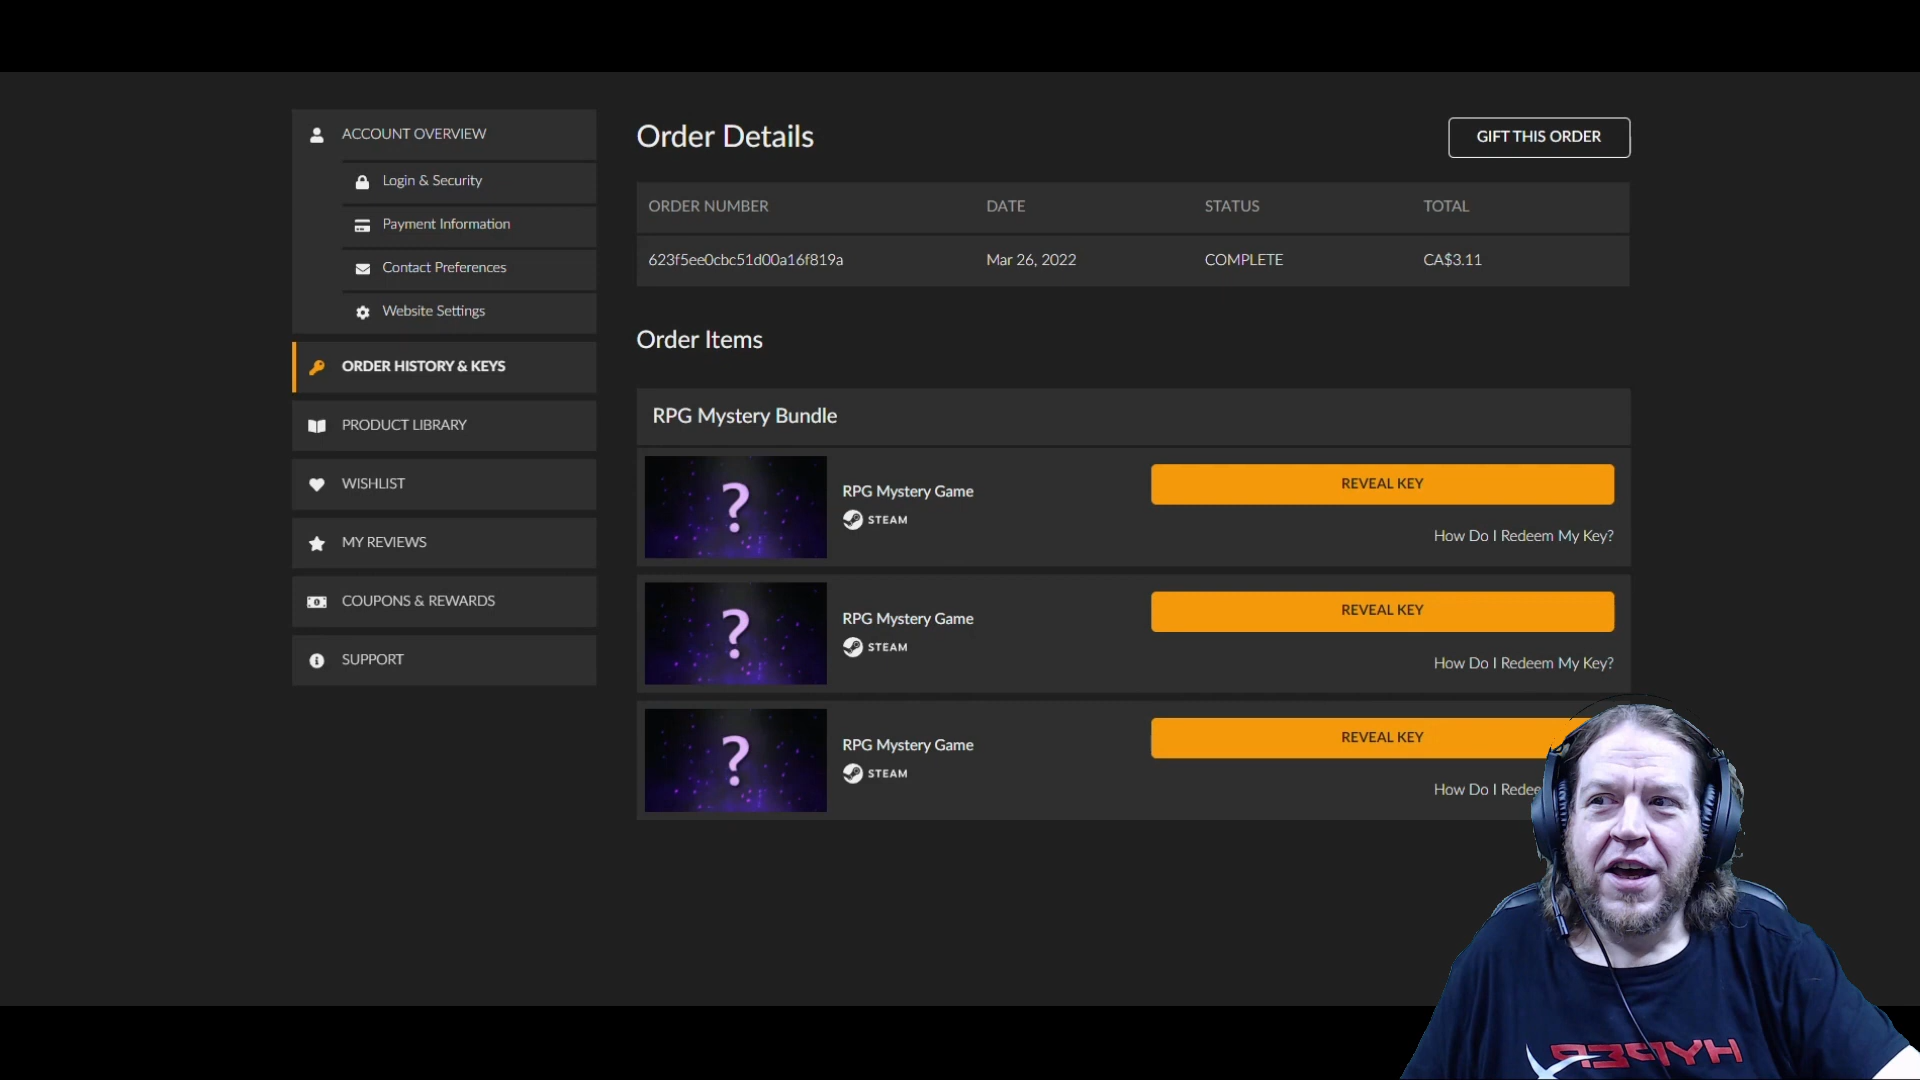 ACCOUNT OVERVIEW
Login & Security
Payment Information
Contact Preferences
Website Settings
ORDER HISTORY & KEYS
PRODUCT LIBRARY
WISHLIST
MY REVIEWS
COUPONS & REWARDS
SUPPORT
Order Details
GIFT THIS ORDER
ORDER NUMBER DATE STATUS TOTAL
623f5ee0cbc51d00a16f819a Mar 26, 2022 COMPLETE CA$3.11
Order Items
RPG Mystery Bundle
?
RPG Mystery Game
STEAM
REVEAL KEY
How Do I Redeem My Key?
?
RPG Mystery Game
STEAM
REVEAL KEY
How Do I Redeem My Key?
?
RPG Mystery Game
STEAM
REVEAL KEY
How Do I Redee
HYPER
X